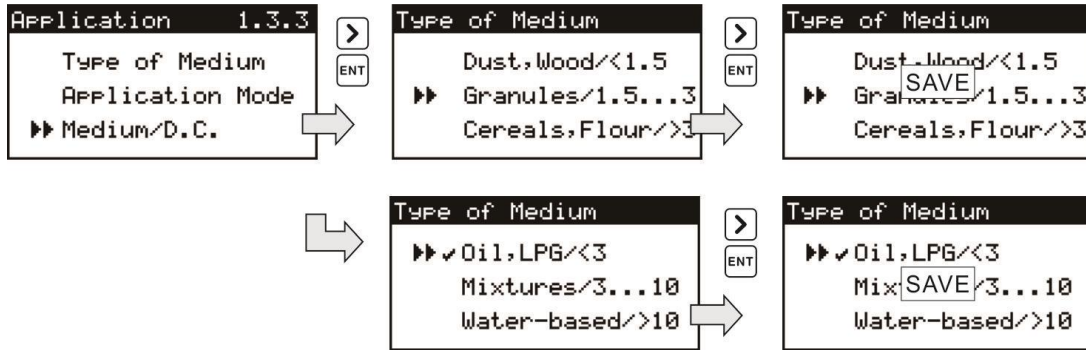 Application 1.3.3
Type of Medium
Application Mode
Medium/D.C.
>
ENT
Type of Medium
Dust,Wood/<1.5
Granules/1.5...3
Cereals,Flour/>3
>
ENT
Type of Medium
Dust,Wood/<1.5
Granules/1.5...3
SAVE
Cereals,Flour/>3
Type of Medium
✓Oil,LPG/<3
Mixtures/3...10
Water-based/>10
>
ENT
Type of Medium
✓Oil,LPG/<3
Mix SAVE /3...10
Water-based/>10